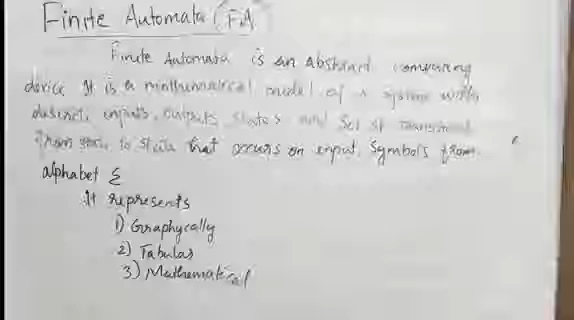 Finite Automata (FA)
Finite Automata is an Abstract computing
device. It is a mathematical model of a system with
discrete inputs, outputs, states and Set of transitions
from state to state that occurs on input Symbols from
alphabet Σ
It represents
1) Graphycally
2) Tabular
3) Mathematical